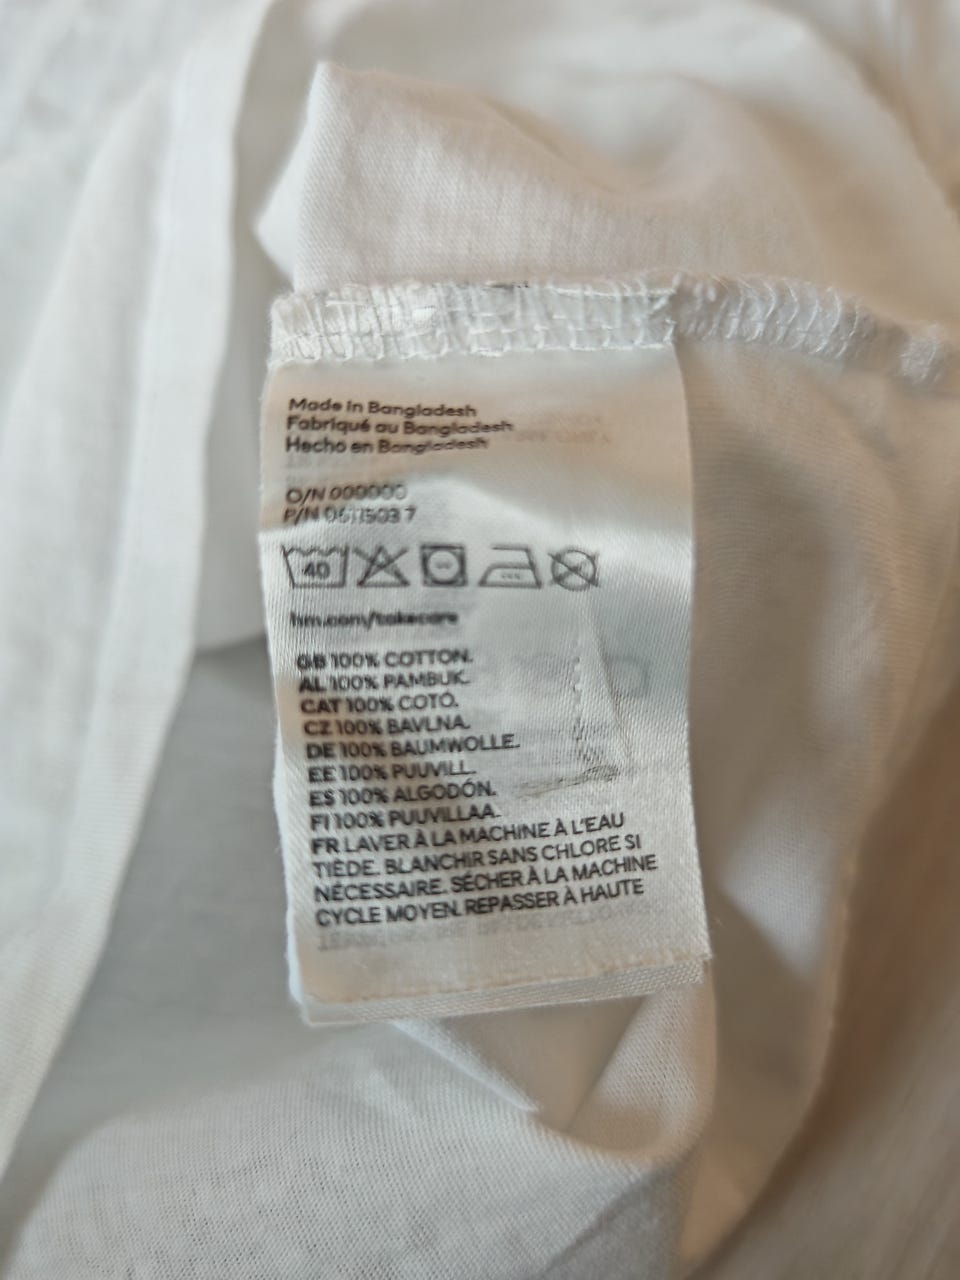 Made in Bangladesh
Fabriqué au Bangladesh
Hecho en Bangladesh
O/N 000000
P/N
40
hm.com/takecare
GB 100% COTTON.
AL 100% PAMBUK.
CAT 100% COTÓ.
CZ 100% BAVLNA.
DE 100% BAUMWOLLE.
EE 100% PUUVILL.
ES 100% ALGODÓN.
FI 100% PUUVILLAA.
FR LAVER À LA MACHINE À L'EAU
TIÈDE. BLANCHIR SANS CHLORE SI
NÉCESSAIRE. SÉCHER À LA MACHINE
CYCLE MOYEN. REPASSER À HAUTE